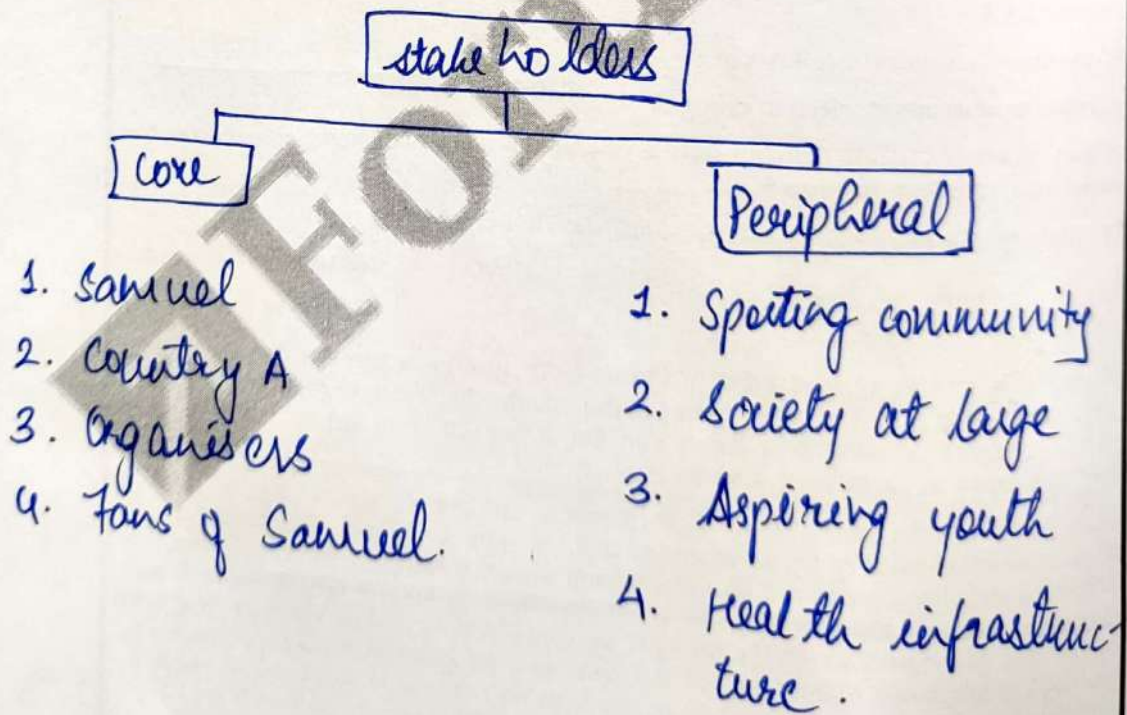 stakeholders
core
Peripheral
1. Samuel
2. Country A
3. Organisers
4. Fans of Samuel.
1. Sporting community
2. Society at large
3. Aspiring youth
4. Health infrastruc-
ture.